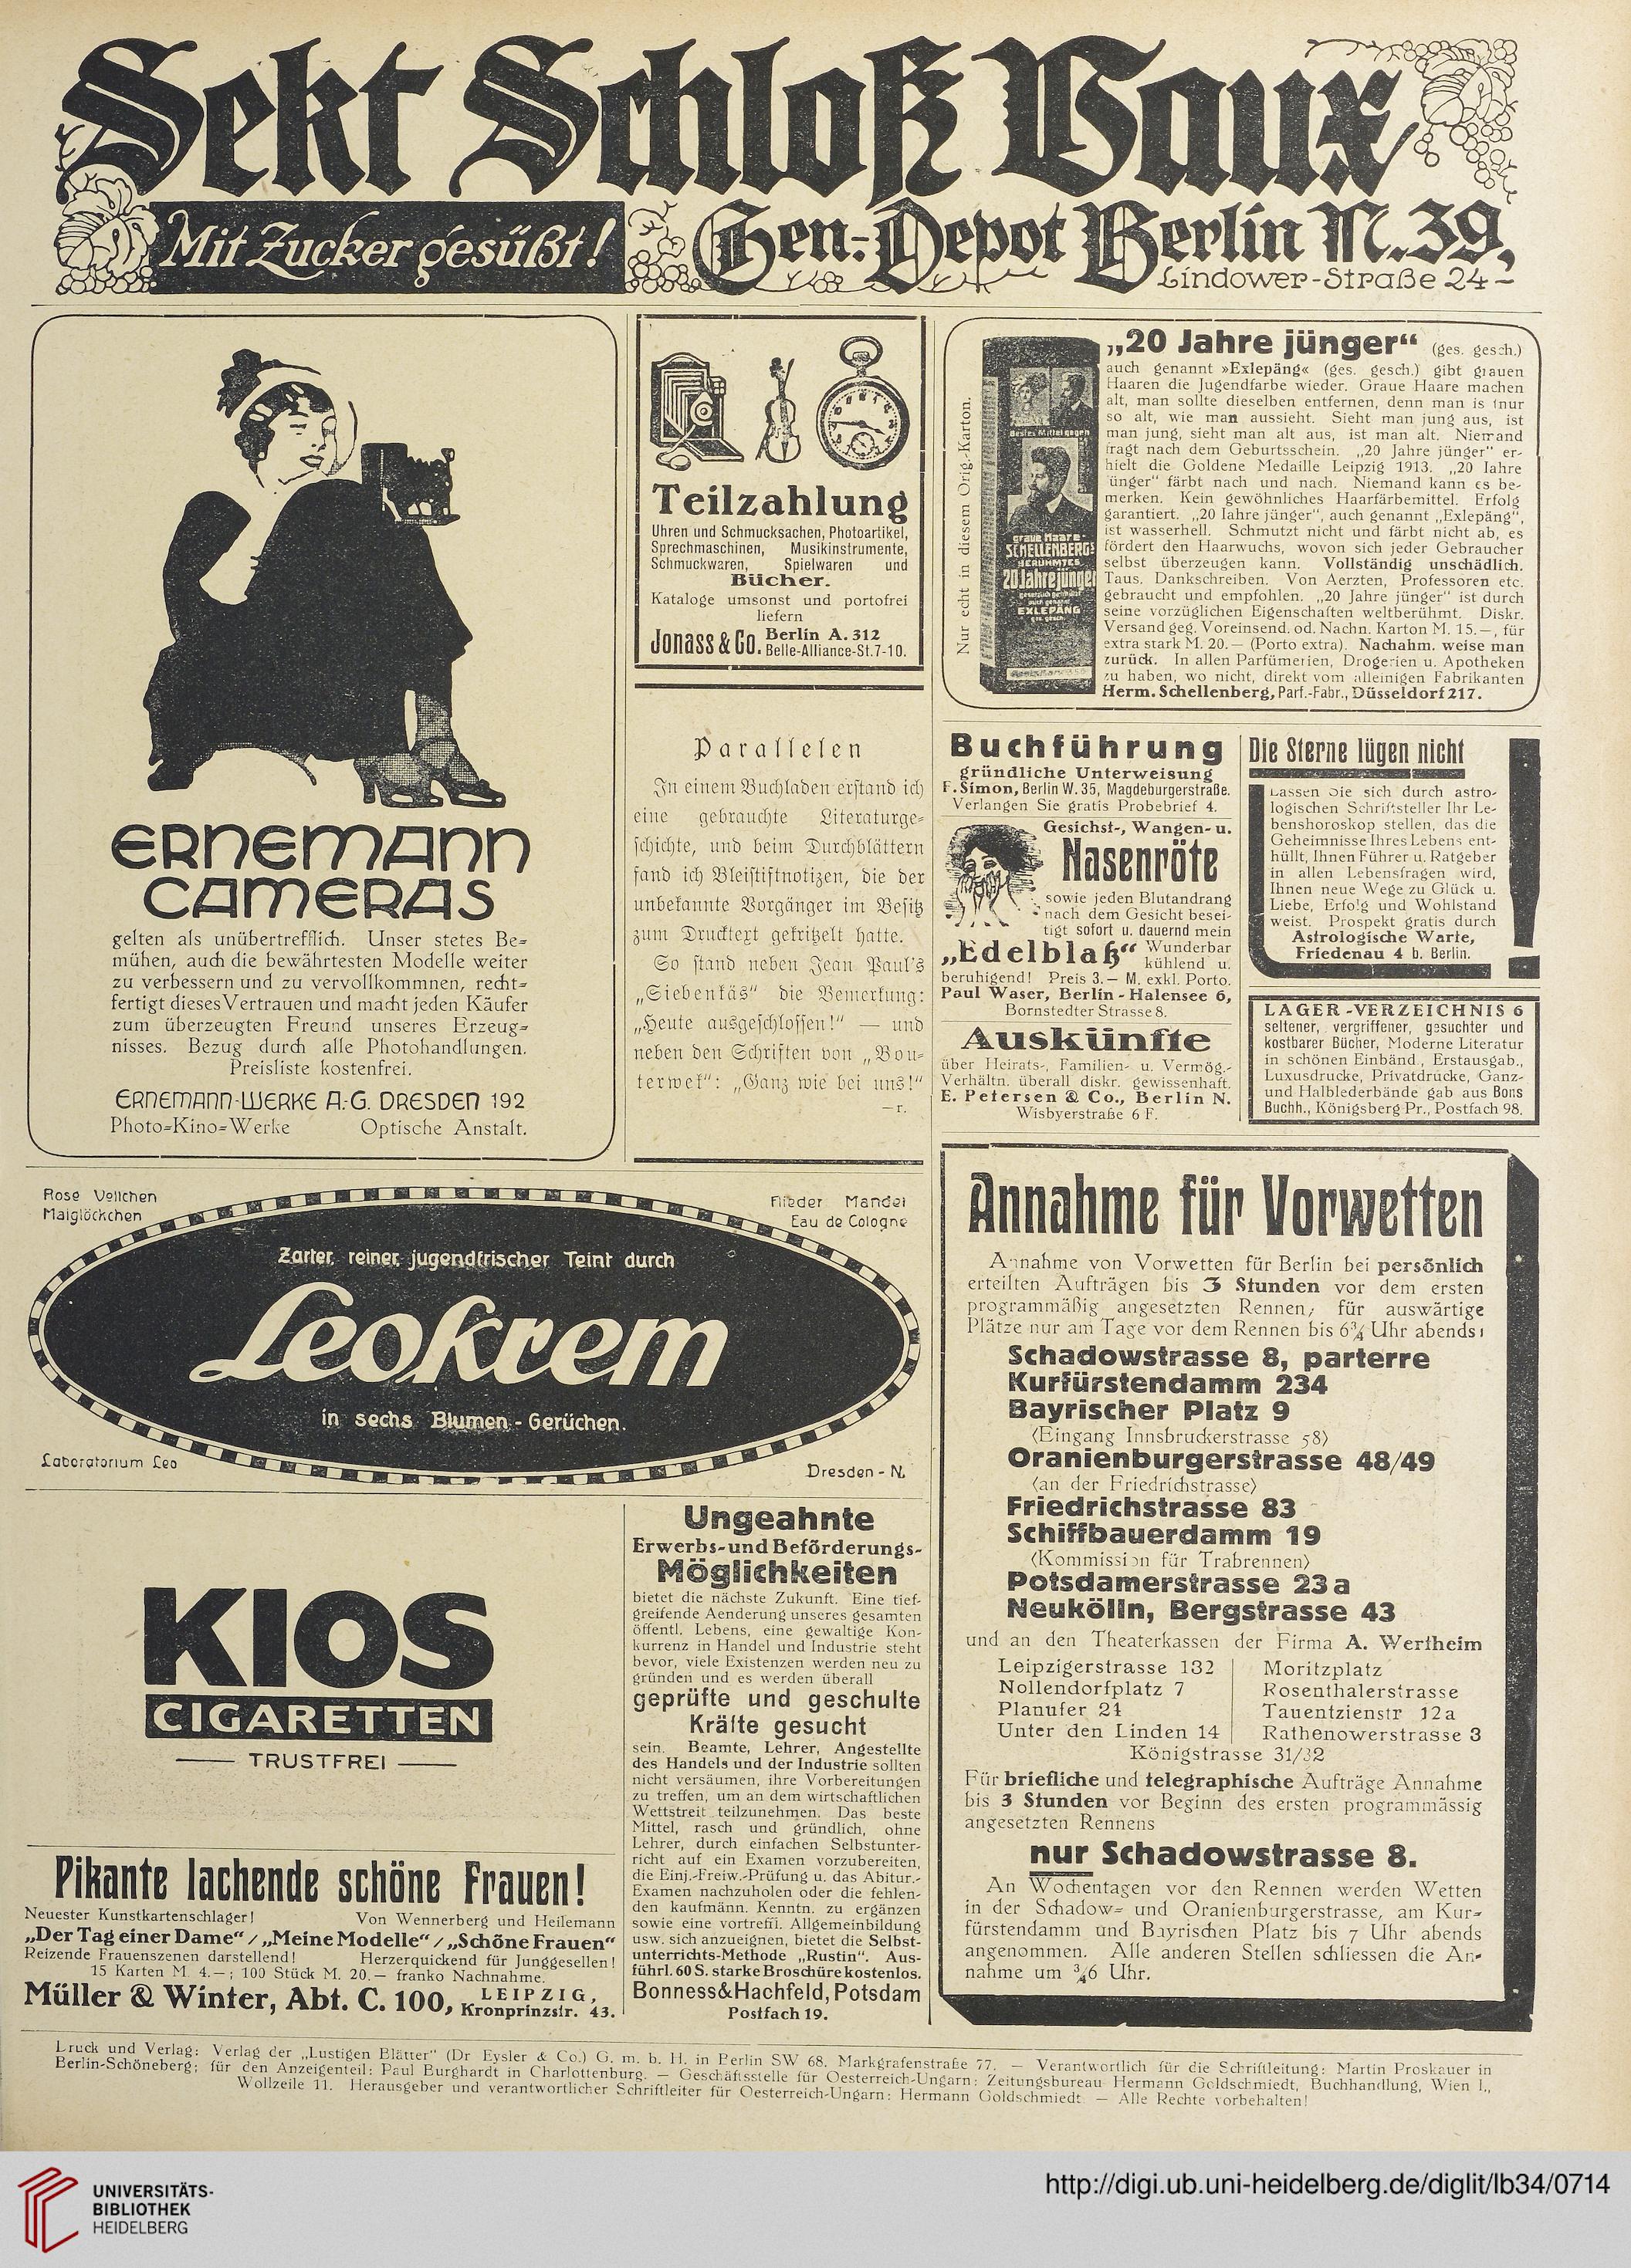 Sekt Schloß Vaux
Mit Zucker gesüßt!
Gen.-Depot Berlin N. 39,
Lindower-Straße 24-
ERNEMANN
CAMERAS
gelten als unübertrefflich. Unser stetes Be-
mühen, auch die bewährtesten Modelle weiter
zu verbessern und zu vervollkommnen, recht-
fertigt dieses Vertrauen und macht jeden Käufer
zum überzeugten Freund unseres Erzeug-
nisses. Bezug durch alle Photohandlungen.
Preisliste kostenfrei.
ERNEMANN-WERKE A.-G. DRESDEN 192
Photo-Kino-Werke Optische Anstalt.
Teilzahlung
Uhren und Schmucksachen, Photoartikel,
Sprechmaschinen, Musikinstrumente,
Schmuckwaren, Spielwaren und
Bücher.
Kataloge umsonst und portofrei
liefern
Jonass & Co. Berlin A. 312
Belle-Alliance-St. 7-10.
Parallelen
In einem Buchladen erstand ich
eine gebrauchte Literaturge-
schichte, und beim Durchblättern
fand ich Bleistiftnotizen, die der
unbekannte Vorgänger im Besitz
zum Drucktext gekritzelt hatte.
So stand neben Jean Paul's
„Siebenkäs" die Bemerkung:
„Heute ausgeschlossen!" — und
neben den Schriften von „Bou-
terwek": „Ganz wie bei uns!"
—r.
Nur echt in diesem Orig.-Karton.
Bestes Mittel gegen
graue Haare
SCHELLENBERGS
BERÜHMTES
20 Jahre jünger
EXLEPÄNG
„20 Jahre jünger“ (ges. gesch.)
auch genannt »Exlepäng« (ges. gesch.) gibt grauen
Haaren die Jugendfarbe wieder. Graue Haare machen
alt, man sollte dieselben entfernen, denn man is tnur
so alt, wie man aussieht. Sieht man jung aus, ist
man jung, sieht man alt aus, ist man alt. Niemand
fragt nach dem Geburtsschein. „20 Jahre jünger" er-
hielt die Goldene Medaille Leipzig 1913. „20 Jahre
ünger" färbt nach und nach. Niemand kann es be-
merken. Kein gewöhnliches Haarfärbemittel. Erfolg
garantiert. „20 Jahre jünger", auch genannt „Exlepäng",
ist wasserhell. Schmutzt nicht und färbt nicht ab, es
fördert den Haarwuchs, wovon sich jeder Gebraucher
selbst überzeugen kann. Vollständig unschädlich.
Taus. Dankschreiben. Von Aerzten, Professoren etc.
gebraucht und empfohlen. „20 Jahre jünger" ist durch
seine vorzüglichen Eigenschaften weltberühmt. Diskr.
Versand geg. Voreinsend. od. Nachn. Karton M. 15.—, für
extra stark M. 20.— (Porto extra). Nachahm. weise man
zurück. In allen Parfümerien, Drogerien u. Apotheken
zu haben, wo nicht, direkt vom alleinigen Fabrikanten
Herm. Schellenberg, Parf.-Fabr., Düsseldorf 217.
Buchführung
gründliche Unterweisung
F. Simon, Berlin W. 35, Magdeburgerstraße.
Verlangen Sie gratis Probebrief 4.
Gesichst-, Wangen- u.
Nasenröte
sowie jeden Blutandrang
nach dem Gesicht besei-
tigt sofort u. dauernd mein
„Edelblaß“ Wunderbar
kühlend u.
beruhigend! Preis 3.— M. exkl. Porto.
Paul Waser, Berlin-Halensee 6,
Bornstedter Strasse 8.
Auskünfte
über Heirats-, Familien- u. Vermög.-
Verhältn. überall diskr. gewissenhaft.
E. Petersen & Co., Berlin N.
Wisbyerstraße 6 F.
Die Sterne lügen nicht
Lassen Sie sich durch astro-
logischen Schriftsteller Ihr Le-
benshoroskop stellen, das die
Geheimnisse Ihres Lebens ent-
hüllt, Ihnen Führer u. Ratgeber
in allen Lebensfragen wird,
Ihnen neue Wege zu Glück u.
Liebe, Erfolg und Wohlstand
weist. Prospekt gratis durch
Astrologische Warte,
Friedenau 4 b. Berlin.
LAGER-VERZEICHNIS 6
seltener, vergriffener, gesuchter und
kostbarer Bücher, Moderne Literatur
in schönen Einbänd., Erstausgab.,
Luxusdrucke, Privatdrucke, Ganz-
und Halblederbände gab aus Bons
Buchh., Königsberg Pr., Postfach 98.
Rose Veilchen
Maiglöckchen
Flieder Mandel
Eau de Cologne
Zarter, reiner, jugendfrischer Teint durch
Leokrem
in sechs Blumen-Gerüchen.
Laboratorium Leo
Dresden-N.
KIOS
CIGARETTEN
TRUSTFREI
Pikante lachende schöne Frauen!
Neuester Kunstkartenschlager! Von Wennerberg und Heilemann
„Der Tag einer Dame“ / „Meine Modelle“ / „Schöne Frauen“
Reizende Frauenszenen darstellend! Herzerquickend für Junggesellen!
15 Karten M. 4.—; 100 Stück M. 20.— franko Nachnahme.
Müller & Winter, Abt. C. 100, LEIPZIG,
Kronprinzstr. 43.
Ungeahnte
Erwerbs- und Beförderungs-
Möglichkeiten
bietet die nächste Zukunft. Eine tief-
greifende Aenderung unseres gesamten
öffentl. Lebens, eine gewaltige Kon-
kurrenz in Handel und Industrie steht
bevor, viele Existenzen werden neu zu
gründen und es werden überall
geprüfte und geschulte
Kräfte gesucht
sein. Beamte, Lehrer, Angestellte
des Handels und der Industrie sollten
nicht versäumen, ihre Vorbereitungen
zu treffen, um an dem wirtschaftlichen
Wettstreit teilzunehmen. Das beste
Mittel, rasch und gründlich, ohne
Lehrer, durch einfachen Selbstunter-
richt auf ein Examen vorzubereiten,
die Einj.-Freiw.-Prüfung u. das Abitur.-
Examen nachzuholen oder die fehlen-
den kaufmänn. Kenntn. zu ergänzen
sowie eine vortreffl. Allgemeinbildung
usw. sich anzueignen, bietet die Selbst-
unterrichts-Methode „Rustin“. Aus-
führl. 60 S. starke Broschüre kostenlos.
Bonness & Hachfeld, Potsdam
Postfach 19.
Annahme für Vorwetten
Annahme von Vorwetten für Berlin bei persönlich
erteilten Aufträgen bis 3 Stunden vor dem ersten
programmäßig angesetzten Rennen, für auswärtige
Plätze nur am Tage vor dem Rennen bis 6¾ Uhr abends:
Schadowstrasse 8, parterre
Kurfürstendamm 234
Bayrischer Platz 9
(Eingang Innsbruckerstrasse 58)
Oranienburgerstrasse 48/49
(an der Friedrichstrasse)
Friedrichstrasse 83
Schiffbauerdamm 19
(Kommission für Trabrennen)
Potsdamerstrasse 23a
Neukölln, Bergstrasse 43
und an den Theaterkassen der Firma A. Wertheim
Leipzigerstrasse 132 Moritzplatz
Nollendorfplatz 7 Rosenthalerstrasse
Planufer 24 Tauentzienstr 12a
Unter den Linden 14 Rathenowerstrasse 3
Königstrasse 31/32
Für briefliche und telegraphische Aufträge Annahme
bis 3 Stunden vor Beginn des ersten programmässig
angesetzten Rennens
nur Schadowstrasse 8.
An Wochentagen vor den Rennen werden Wetten
in der Schadow- und Oranienburgerstrasse, am Kur-
fürstendamm und Bayrischen Platz bis 7 Uhr abends
angenommen. Alle anderen Stellen schliessen die An-
nahme um ¾6 Uhr.
Druck und Verlag: Verlag der „Lustigen Blätter" (Dr Eysler & Co.) G. m. b. H. in Berlin SW 68, Markgrafenstraße 77. — Verantwortlich für die Schriftleitung: Martin Proskauer in
Berlin-Schöneberg; für den Anzeigenteil: Paul Burghardt in Charlottenburg. — Geschäftsstelle für Oesterreich-Ungarn: Zeitungsbureau Hermann Goldschmiedt, Buchhandlung, Wien I.,
Wollzeile 11. Herausgeber und verantwortlicher Schriftleiter für Oesterreich-Ungarn: Hermann Goldschmiedt — Alle Rechte vorbehalten!
UNIVERSITÄTS-
BIBLIOTHEK
HEIDELBERG
http://digi.ub.uni-heidelberg.de/diglit/lb34/0714